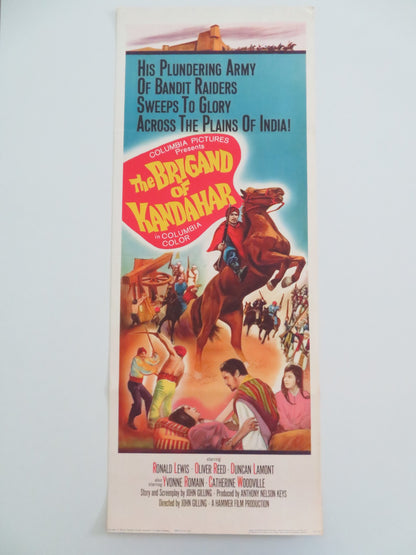 HIS PLUNDERING ARMY
OF BANDIT RAIDERS
SWEEPS TO GLORY
ACROSS THE PLAINS OF INDIA!
COLUMBIA PICTURES
Presents
The BRIGAND
OF
KANDAHAR
in COLUMBIA
COLOR
starring
RONALD LEWIS · OLIVER REED · DUNCAN LAMONT
also starring YVONNE ROMAIN · CATHERINE WOODVILLE
Story and Screenplay by JOHN GILLING · Produced by ANTHONY NELSON KEYS
Directed by JOHN GILLING · A HAMMER FILM PRODUCTION